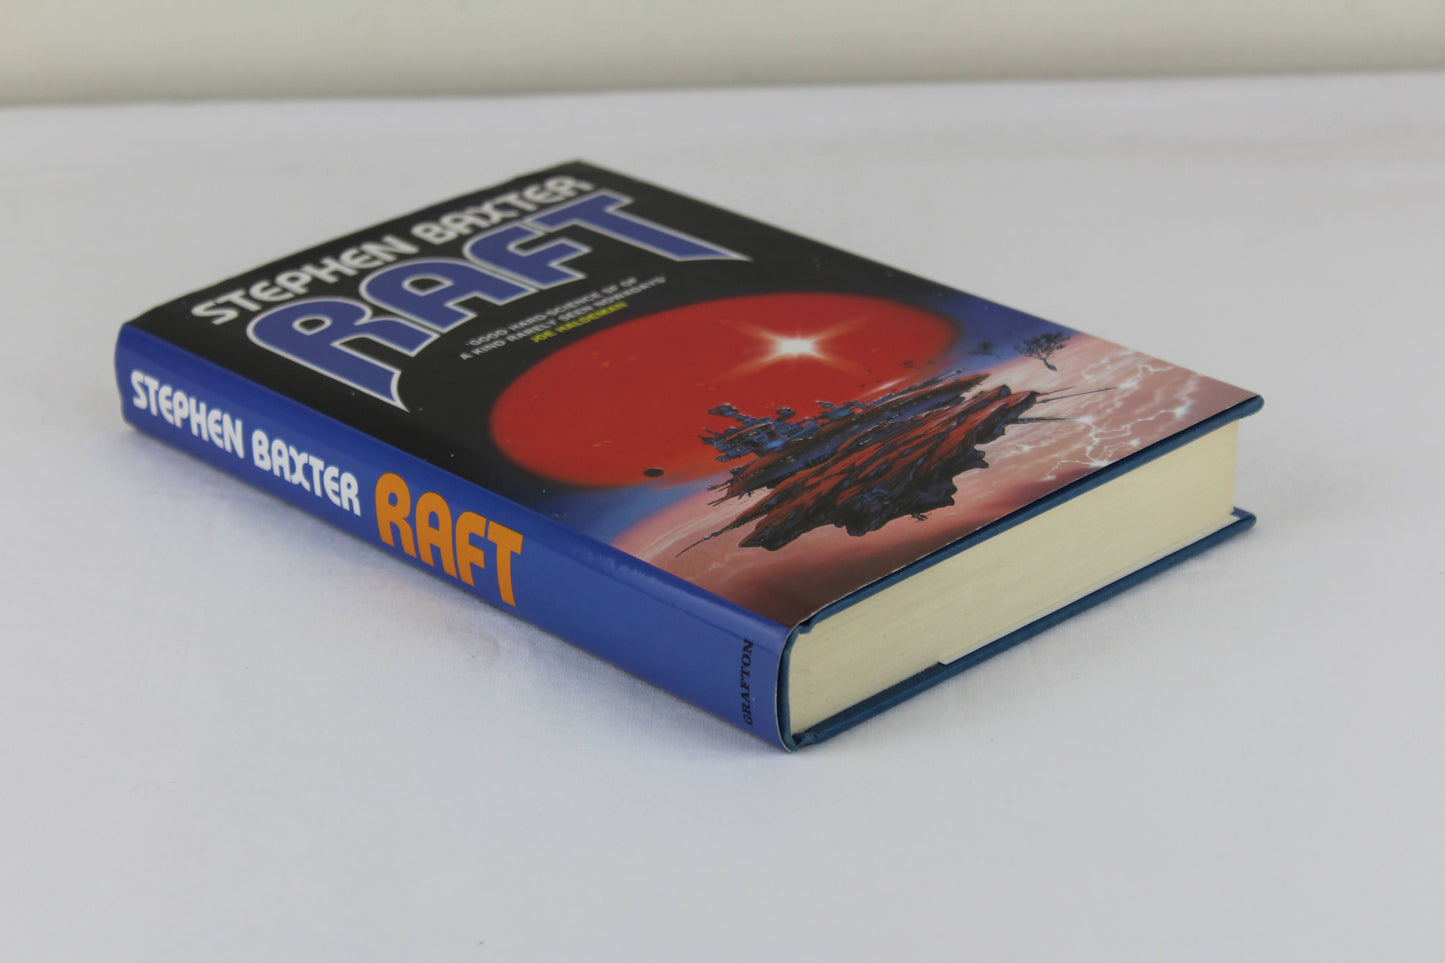 STEPHEN BAXTER
RAFT
'GOOD HARD-SCIENCE SF OF
A KIND RARELY SEEN NOWADAYS'
JOE HALDEMAN
STEPHEN BAXTER RAFT
GRAFTON